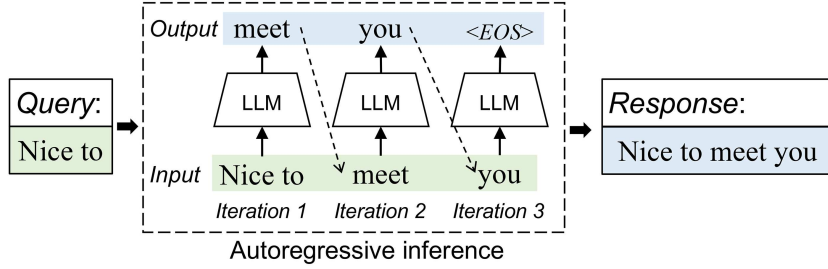 Output meet you <EOS>
Query:
Nice to
LLM LLM LLM
Response:
Nice to meet you
Input Nice to meet you
Iteration 1 Iteration 2 Iteration 3
Autoregressive inference